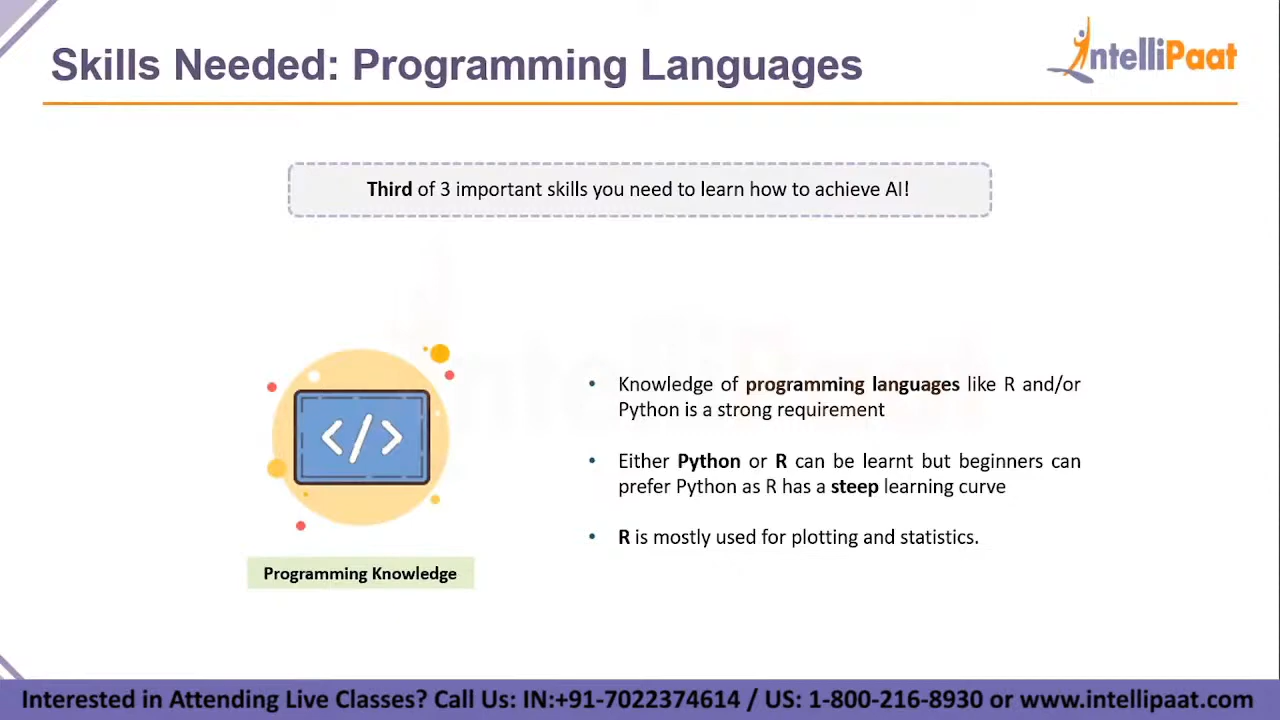 Skills Needed: Programming Languages
IntelliPaat
Third of 3 important skills you need to learn how to achieve AI!
IntelliPaat
</>
• Knowledge of programming languages like R and/or
Python is a strong requirement
• Either Python or R can be learnt but beginners can
prefer Python as R has a steep learning curve
• R is mostly used for plotting and statistics.
Programming Knowledge
Interested in Attending Live Classes? Call Us: IN:+91-7022374614 / US: 1-800-216-8930 or www.intellipaat.com